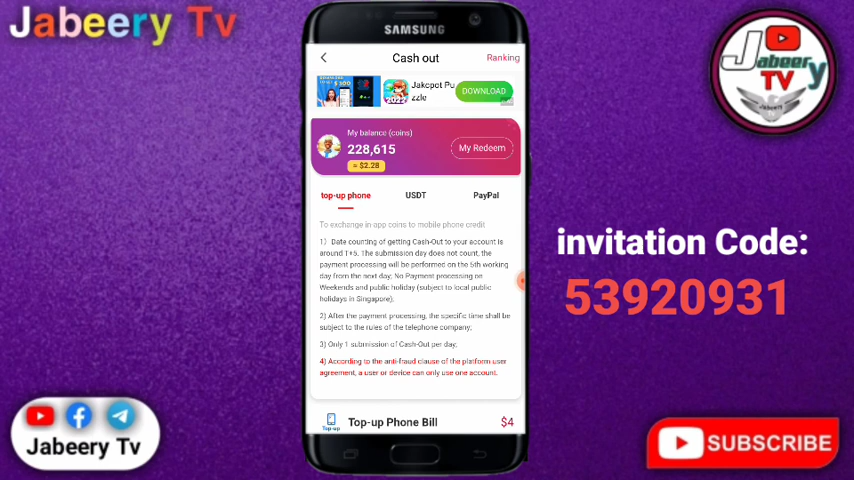 Jabeery Tv
SAMSUNG
Cash out
Ranking
Jakcpot Pu
zzle
DOWNLOAD
2022
My balance (coins)
228,615
≈ $2.28
My Redeem
top-up phone
USDT
PayPal
To exchange in-app coins to mobile phone credit
1) Date counting of getting Cash-Out to your account is
around T+5. The submission day does not count, the
payment processing will be performed on the 5th working
day from the next day; No Payment processing on
Weekends and public holiday (subject to local public
holidays in Singapore);
2) After the payment processing, the specific time shall be
subject to the rules of the telephone company;
3) Only 1 submission of Cash-Out per day;
4) According to the anti-fraud clause of the platform user
agreement, a user or device can only use one account.
Top-up
Top-up Phone Bill
$4
Jabeery
TV
Jabeery
invitation Code:
53920931
Jabeery Tv
SUBSCRIBE